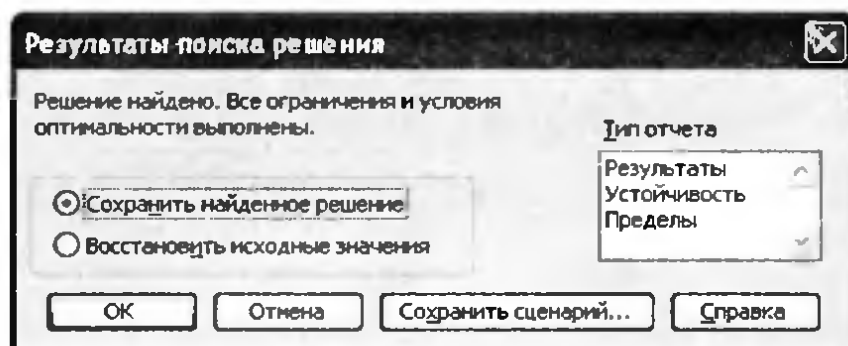 Результаты поиска решения
Решение найдено. Все ограничения и условия
оптимальности выполнены.
Тип отчета
Результаты
Устойчивость
Пределы
Сохранить найденное решение
Восстановить исходные значения
ОК
Отмена
Сохранить сценарий...
Справка